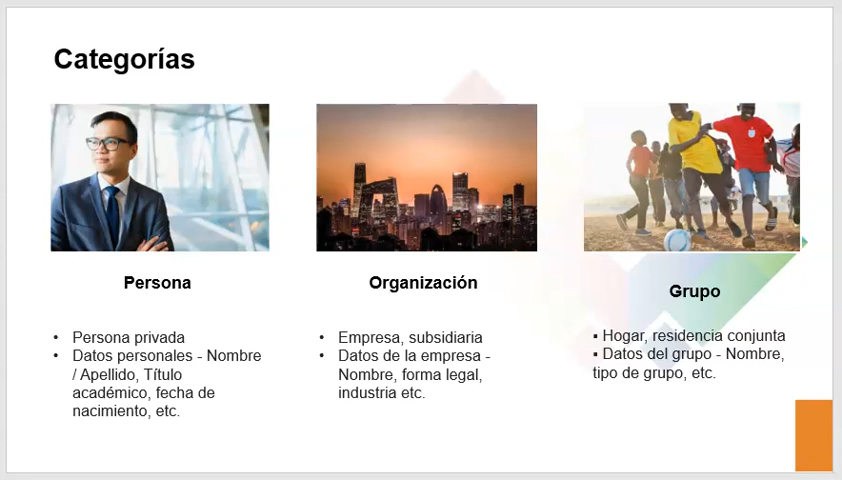 Categorías
Persona
• Persona privada
• Datos personales - Nombre
/ Apellido, Título
académico, fecha de
nacimiento, etc.
Organización
• Empresa, subsidiaria
• Datos de la empresa -
Nombre, forma legal,
industria etc.
Grupo
▪ Hogar, residencia conjunta
▪ Datos del grupo - Nombre,
tipo de grupo, etc.